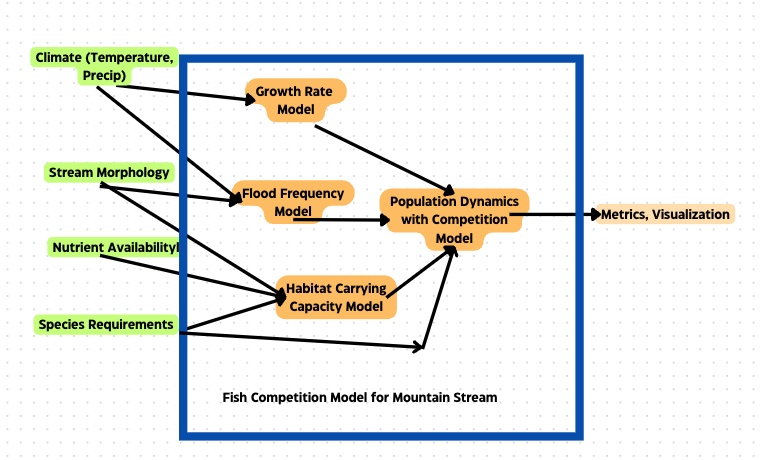 Climate (Temperature,
Precip)
Growth Rate
Model
Stream Morphology
Flood Frequency
Model
Population Dynamics
with Competition
Model
Metrics, Visualization
Nutrient Availabilityl
Habitat Carrying
Capacity Model
Species Requirements
Fish Competition Model for Mountain Stream